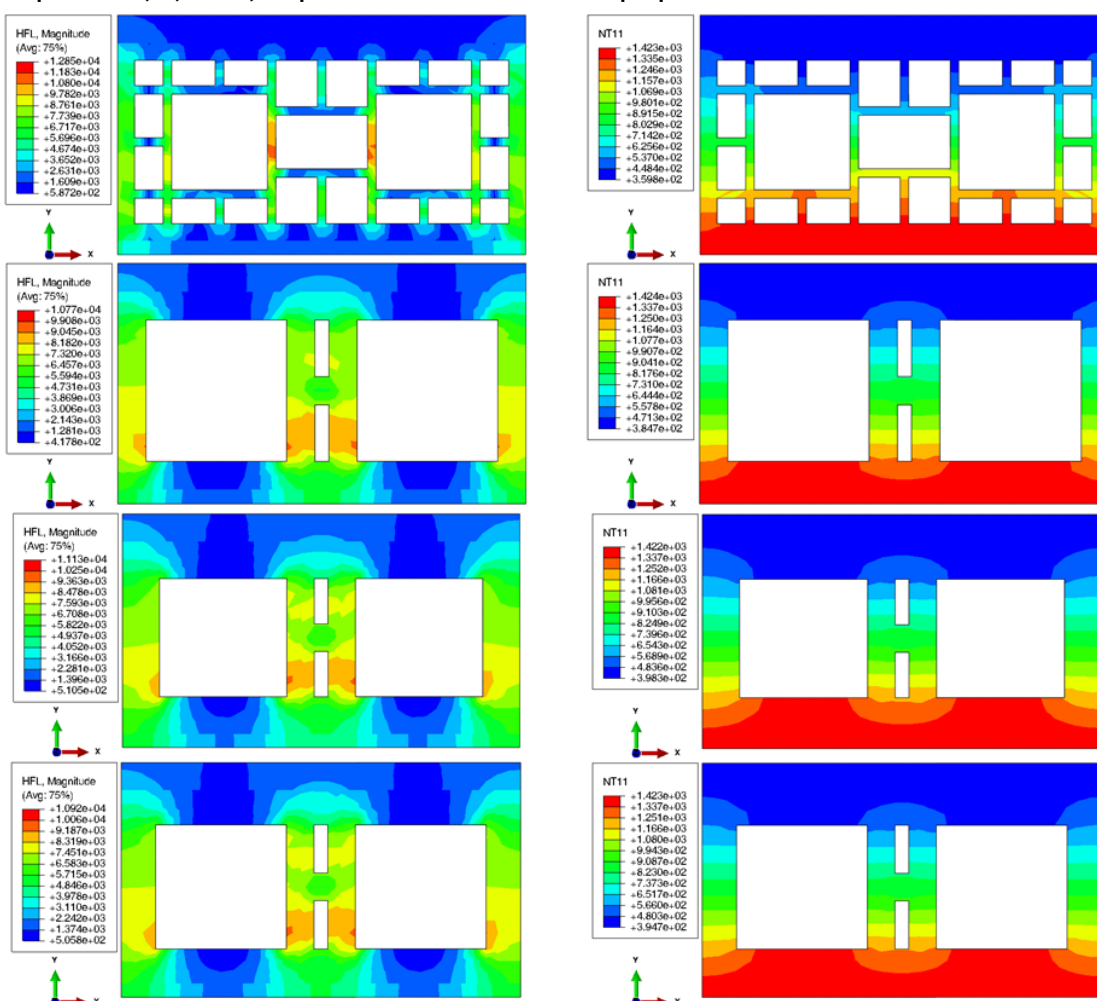 HFL, Magnitude
(Avg: 75%)
+1.285e+04
+1.183e+04
+1.080e+04
+9.782e+03
+8.761e+03
+7.739e+03
+6.717e+03
+5.696e+03
+4.674e+03
+3.652e+03
+2.631e+03
+1.609e+03
+5.872e+02
Y
X
NT11
+1.423e+03
+1.335e+03
+1.246e+03
+1.157e+03
+1.069e+03
+9.801e+02
+8.915e+02
+8.029e+02
+7.142e+02
+6.256e+02
+5.370e+02
+4.484e+02
+3.598e+02
Y
X
HFL, Magnitude
(Avg: 75%)
+1.077e+04
+9.908e+03
+9.045e+03
+8.182e+03
+7.320e+03
+6.457e+03
+5.594e+03
+4.731e+03
+3.869e+03
+3.006e+03
+2.143e+03
+1.281e+03
+4.178e+02
Y
X
NT11
+1.424e+03
+1.337e+03
+1.250e+03
+1.164e+03
+1.077e+03
+9.907e+02
+9.041e+02
+8.176e+02
+7.310e+02
+6.444e+02
+5.578e+02
+4.713e+02
+3.847e+02
Y
X
HFL, Magnitude
(Avg: 75%)
+1.113e+04
+1.025e+04
+9.363e+03
+8.478e+03
+7.593e+03
+6.708e+03
+5.822e+03
+4.937e+03
+4.052e+03
+3.166e+03
+2.281e+03
+1.396e+03
+5.105e+02
Y
X
NT11
+1.422e+03
+1.337e+03
+1.252e+03
+1.166e+03
+1.081e+03
+9.956e+02
+9.103e+02
+8.249e+02
+7.396e+02
+6.543e+02
+5.689e+02
+4.836e+02
+3.983e+02
Y
X
HFL, Magnitude
(Avg: 75%)
+1.092e+04
+1.006e+04
+9.187e+03
+8.319e+03
+7.451e+03
+6.583e+03
+5.715e+03
+4.846e+03
+3.978e+03
+3.110e+03
+2.242e+03
+1.374e+03
+5.058e+02
Y
X
NT11
+1.423e+03
+1.337e+03
+1.251e+03
+1.166e+03
+1.080e+03
+9.943e+02
+9.087e+02
+8.230e+02
+7.373e+02
+6.517e+02
+5.660e+02
+4.803e+02
+3.947e+02
Y
X